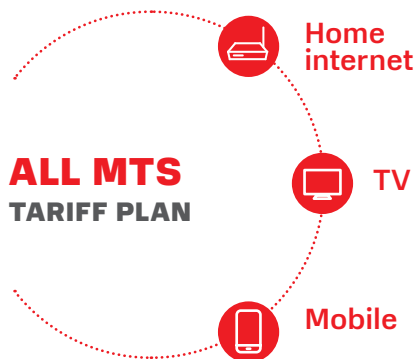 Home
internet
ALL MTS
TARIFF PLAN
TV
Mobile